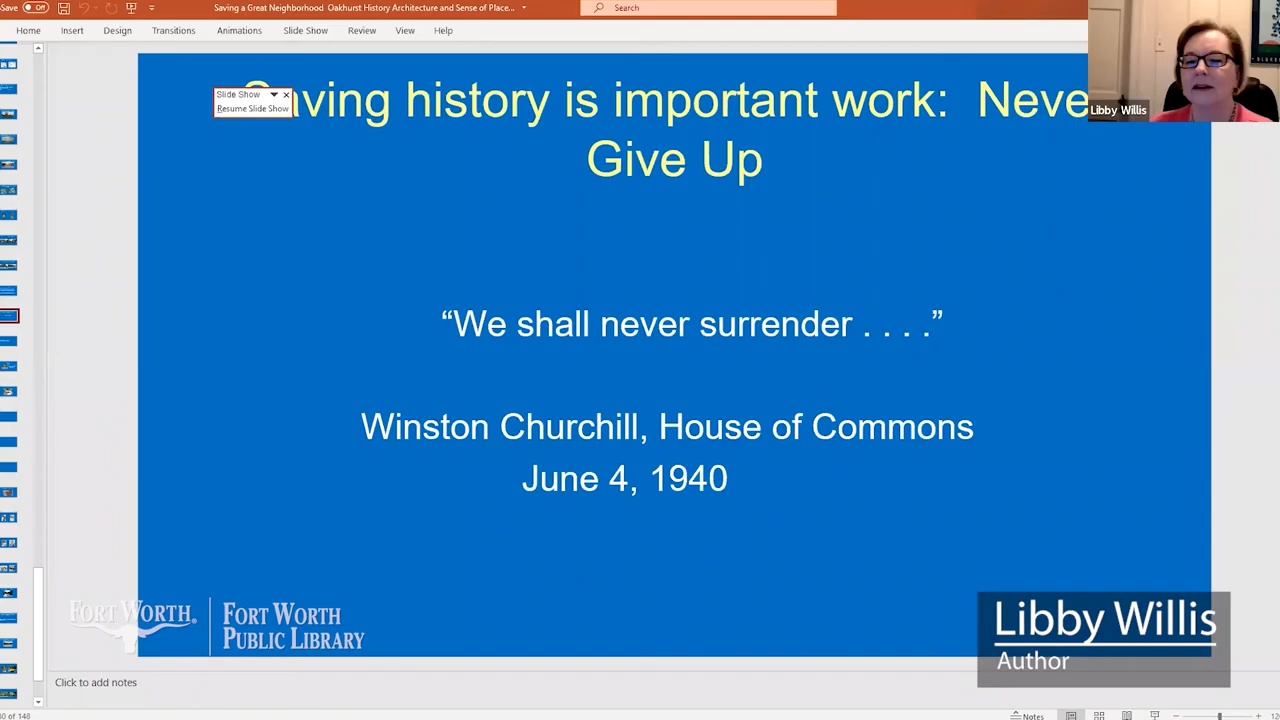 Save Off
Saving a Great Neighborhood Oakhurst History Architecture and Sense of Place...
Search
Home Insert Design Transitions Animations Slide Show Review View Help
Slide Show
Resume Slide Show
Saving history is important work: Neve
Give Up
Libby Willis
“We shall never surrender . . . .”
Winston Churchill, House of Commons
June 4, 1940
FORT WORTH®
FORT WORTH
PUBLIC LIBRARY
Libby Willis
Author
Click to add notes
of 148
Notes